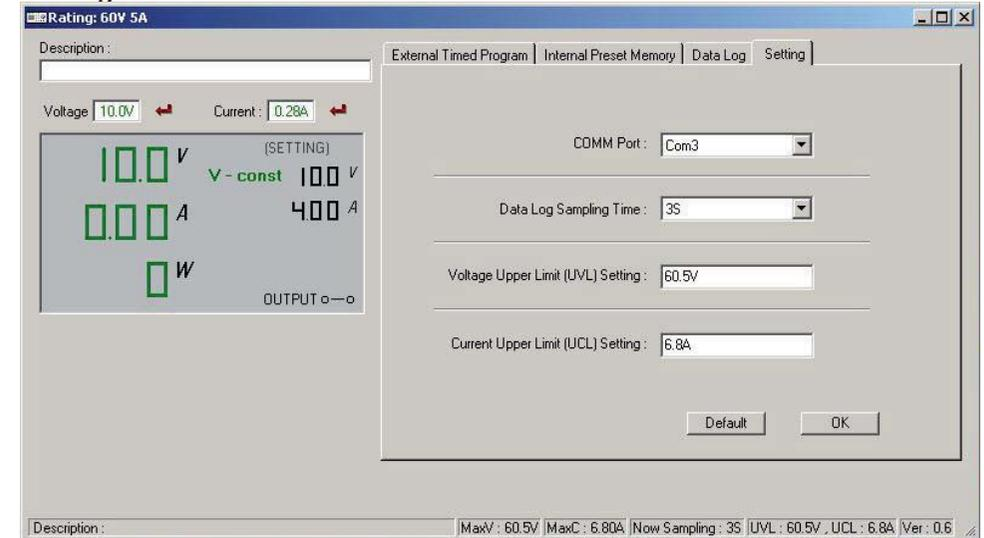 Rating: 60V 5A
Description :
External Timed Program Internal Preset Memory Data Log Setting
Voltage 10.0V Current : 0.28A
10.0 V
(SETTING)
V - const 10.0 V
0.00 A
4.00 A
0 W
OUTPUT
COMM Port : Com3
Data Log Sampling Time : 3S
Voltage Upper Limit (UVL) Setting : 60.5V
Current Upper Limit (UCL) Setting : 6.8A
Default OK
Description : MaxV : 60.5V MaxC : 6.80A Now Sampling : 3S UVL : 60.5V , UCL : 6.8A Ver : 0.6